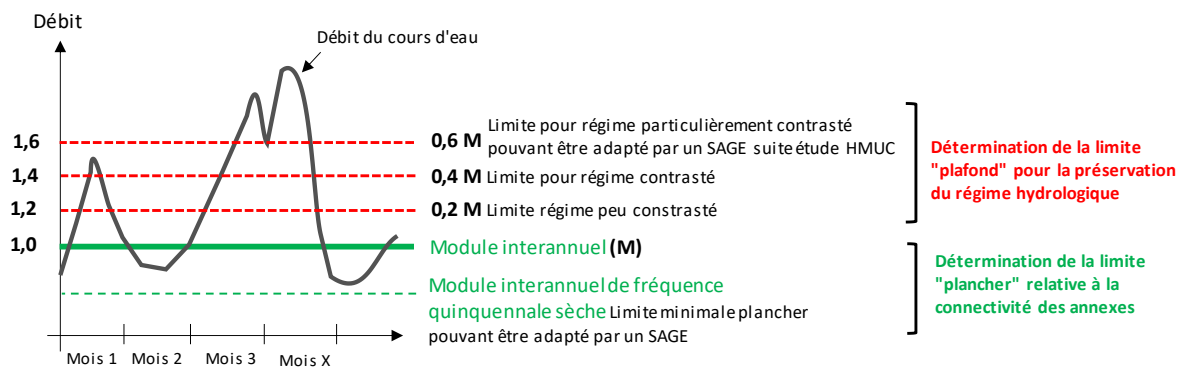 Débit
Débit du cours d'eau
1,6
1,4
1,2
1,0
0,6 M Limite pour régime particulièrement contrasté
pouvant être adapté par un SAGE suite étude HMUC
0,4 M Limite pour régime contrasté
0,2 M Limite régime peu constrasté
Module interannuel (M)
Module interannuel de fréquence
quinquennale sèche Limite minimale plancher
pouvant être adapté par un SAGE
Détermination de la limite
"plafond" pour la préservation
du régime hydrologique
Détermination de la limite
"plancher" relative à la
connectivité des annexes
Mois 1 Mois 2 Mois 3 Mois X